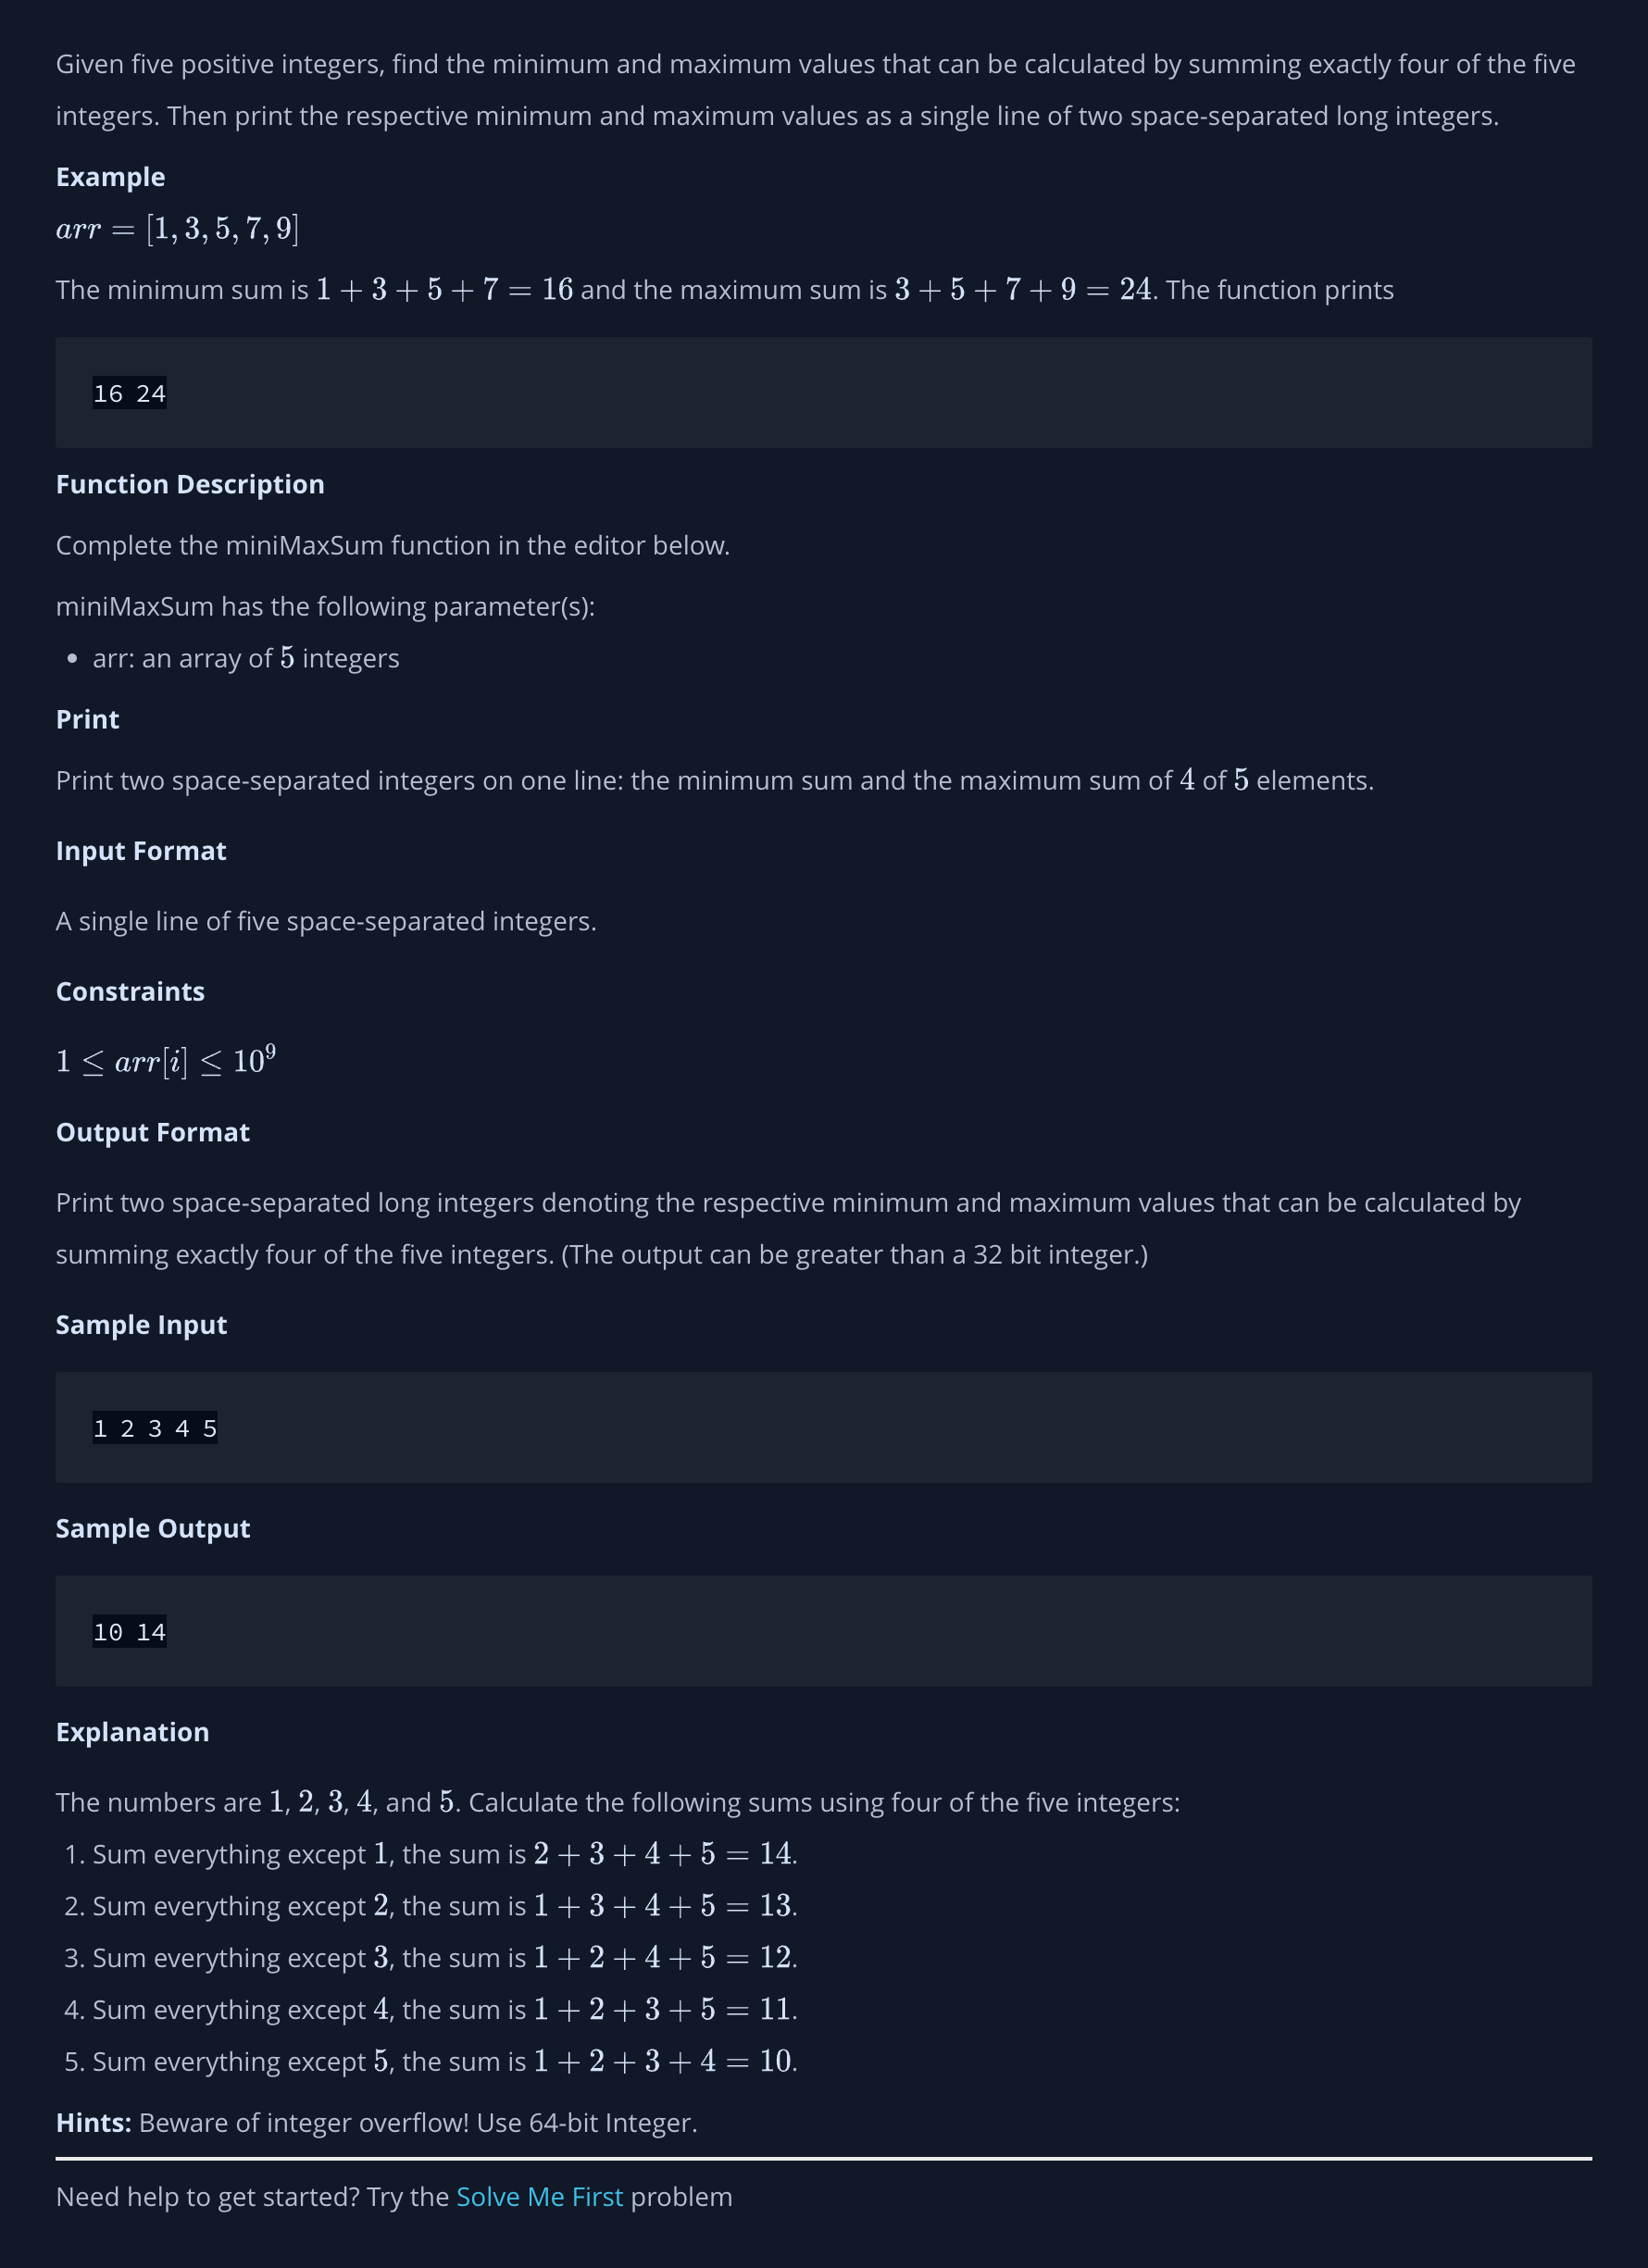 Given five positive integers, find the minimum and maximum values that can be calculated by summing exactly four of the five
integers. Then print the respective minimum and maximum values as a single line of two space-separated long integers.
Example
arr = [1, 3, 5, 7, 9]
The minimum sum is 1 + 3 + 5 + 7 = 16 and the maximum sum is 3 + 5 + 7 + 9 = 24. The function prints
16 24
Function Description
Complete the miniMaxSum function in the editor below.
miniMaxSum has the following parameter(s):
• arr: an array of 5 integers
Print
Print two space-separated integers on one line: the minimum sum and the maximum sum of 4 of 5 elements.
Input Format
A single line of five space-separated integers.
Constraints
1 ≤ arr[i] ≤ 10⁹
Output Format
Print two space-separated long integers denoting the respective minimum and maximum values that can be calculated by
summing exactly four of the five integers. (The output can be greater than a 32 bit integer.)
Sample Input
1 2 3 4 5
Sample Output
10 14
Explanation
The numbers are 1, 2, 3, 4, and 5. Calculate the following sums using four of the five integers:
1. Sum everything except 1, the sum is 2 + 3 + 4 + 5 = 14.
2. Sum everything except 2, the sum is 1 + 3 + 4 + 5 = 13.
3. Sum everything except 3, the sum is 1 + 2 + 4 + 5 = 12.
4. Sum everything except 4, the sum is 1 + 2 + 3 + 5 = 11.
5. Sum everything except 5, the sum is 1 + 2 + 3 + 4 = 10.
Hints: Beware of integer overflow! Use 64-bit Integer.
Need help to get started? Try the Solve Me First problem